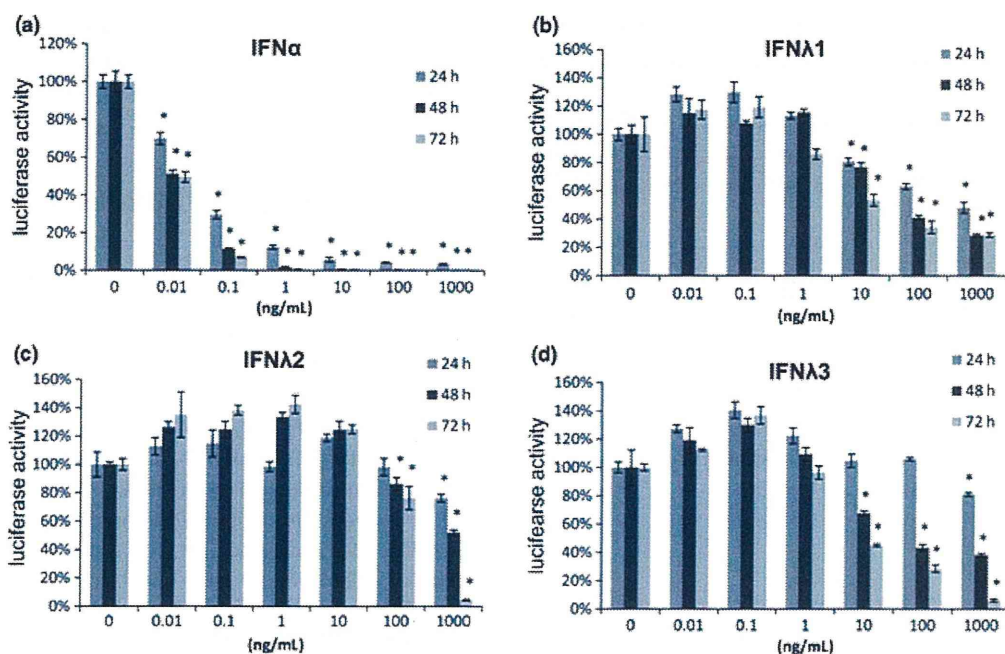 (a)
IFNα
120%
100%
80%
60%
40%
20%
0%
luciferase activity
24 h
48 h
72 h
*
* *
*
*
*
*
* *
*
* *
* * *
* * *
0 0.01 0.1 1 10 100 1000
(ng/mL)
(b)
IFNλ1
160%
140%
120%
100%
80%
60%
40%
20%
0%
luciferase activity
24 h
48 h
72 h
* *
*
*
* *
*
* *
0 0.01 0.1 1 10 100 1000
(ng/mL)
(c)
IFNλ2
160%
140%
120%
100%
80%
60%
40%
20%
0%
luciferase activity
24 h
48 h
72 h
* *
*
*
*
0 0.01 0.1 1 10 100 1000
(ng/mL)
(d)
IFNλ3
160%
140%
120%
100%
80%
60%
40%
20%
0%
lucifearse activity
24 h
48 h
72 h
*
*
*
*
*
*
*
0 0.01 0.1 1 10 100 1000
(ng/mL)